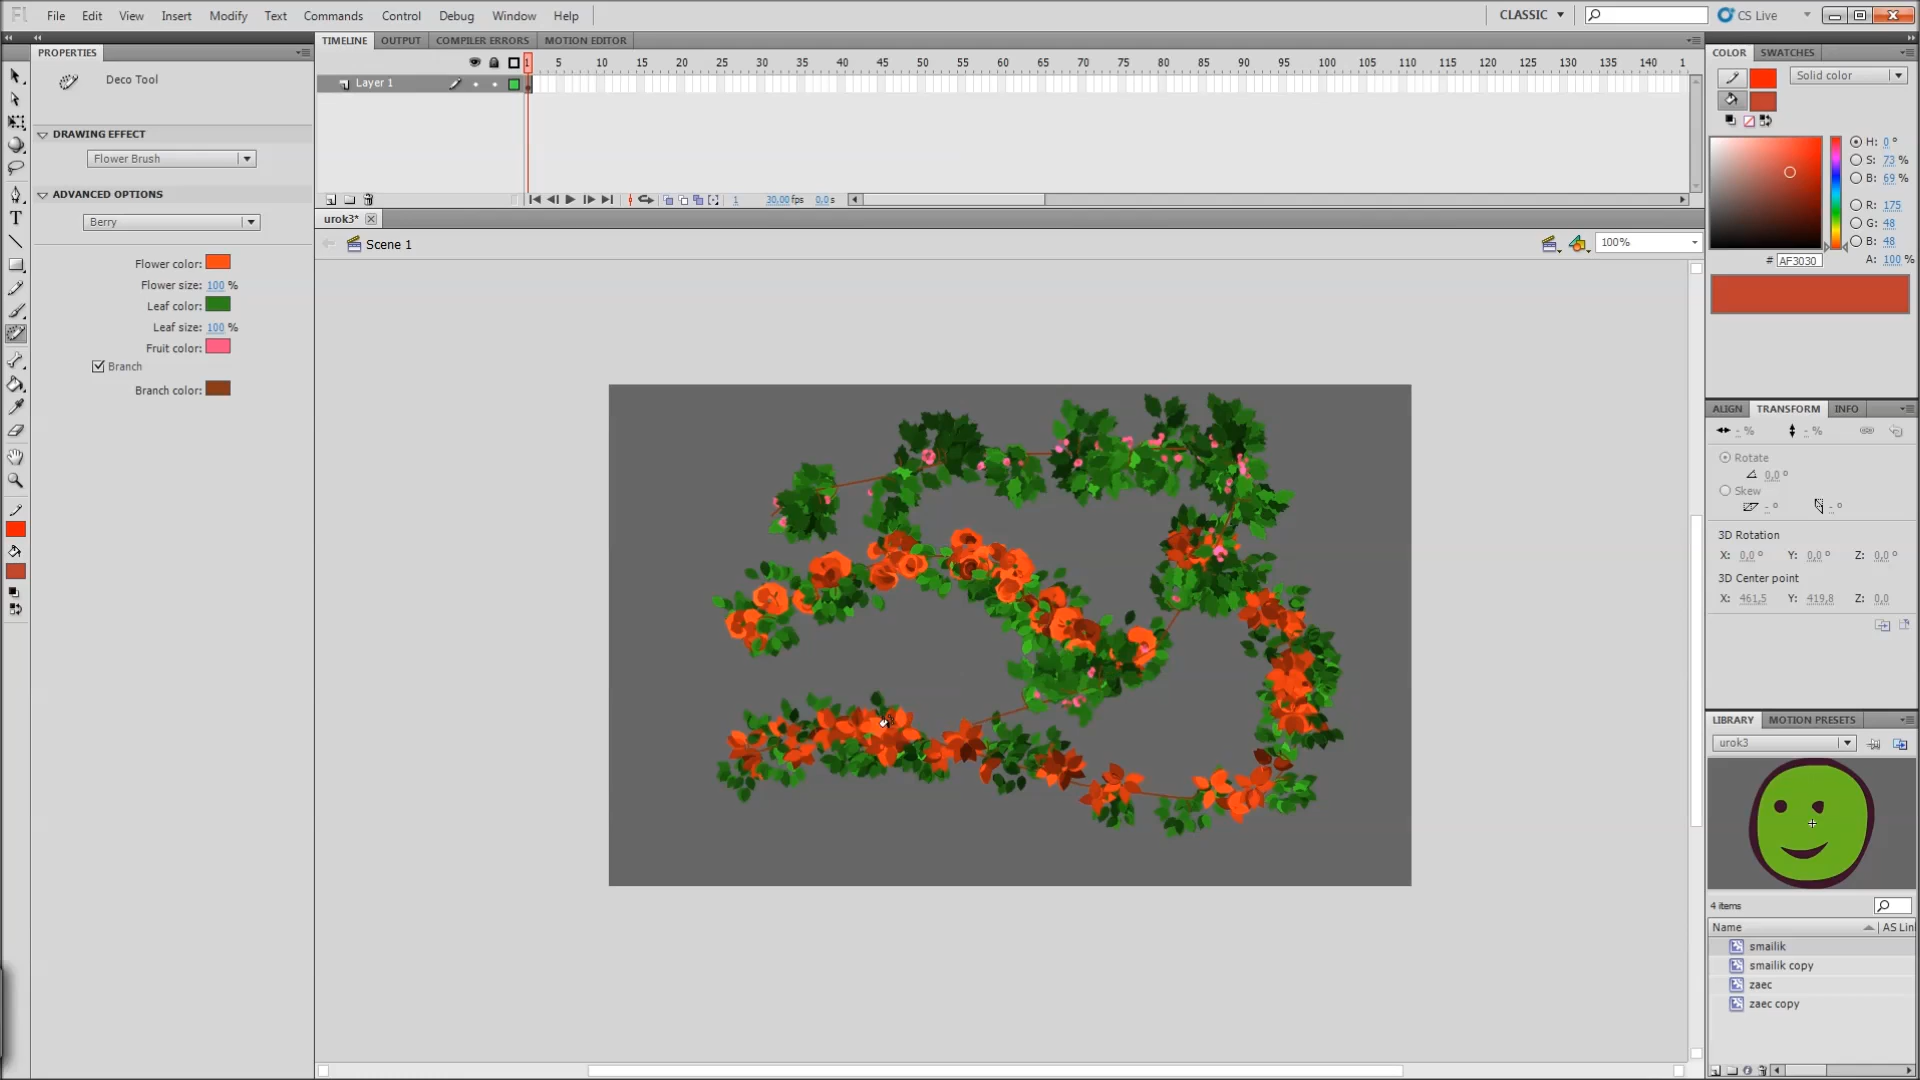 Fl File Edit View Insert Modify Text Commands Control Debug Window Help CLASSIC CS Live
PROPERTIES
Deco Tool
DRAWING EFFECT
Flower Brush
ADVANCED OPTIONS
Berry
Flower color:
Flower size: 100 %
Leaf color:
Leaf size: 100 %
Fruit color:
Branch
Branch color:
T
TIMELINE OUTPUT COMPILER ERRORS MOTION EDITOR
1 5 10 15 20 25 30 35 40 45 50 55 60 65 70 75 80 85 90 95 100 105 110 115 120 125 130 135 140 1
Layer 1
1 30,00 fps 0,0 s
urok3*
Scene 1
100%
COLOR SWATCHES
Solid color
H: 0 °
S: 73 %
B: 69 %
R: 175
G: 48
B: 48
# AF3030 A: 100 %
ALIGN TRANSFORM INFO
- % - %
Rotate
0,0 °
Skew
- ° - °
3D Rotation
X: 0,0 ° Y: 0,0 ° Z: 0,0 °
3D Center point
X: 461,5 Y: 419,8 Z: 0,0
LIBRARY MOTION PRESETS
urok3
4 items
Name AS Lin
smailik
smailik copy
zaec
zaec copy